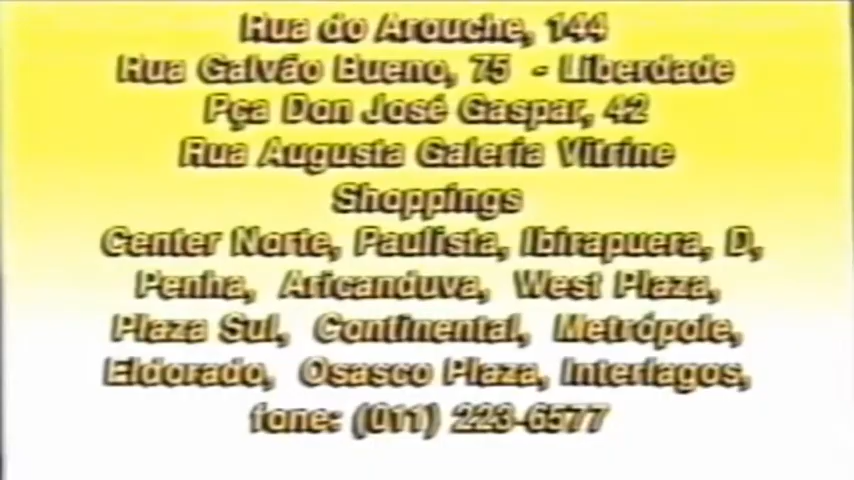 Rua do Arouche, 144
Rua Galvão Bueno, 75 - Liberdade
Pça Don José Gaspar, 42
Rua Augusta Galeria Vitrine
Shoppings
Center Norte, Paulista, Ibirapuera, D,
Penha, Aricanduva, West Plaza,
Plaza Sul, Continental, Metrópole,
Eldorado, Osasco Plaza, Interlagos,
fone: (011) 223-6577